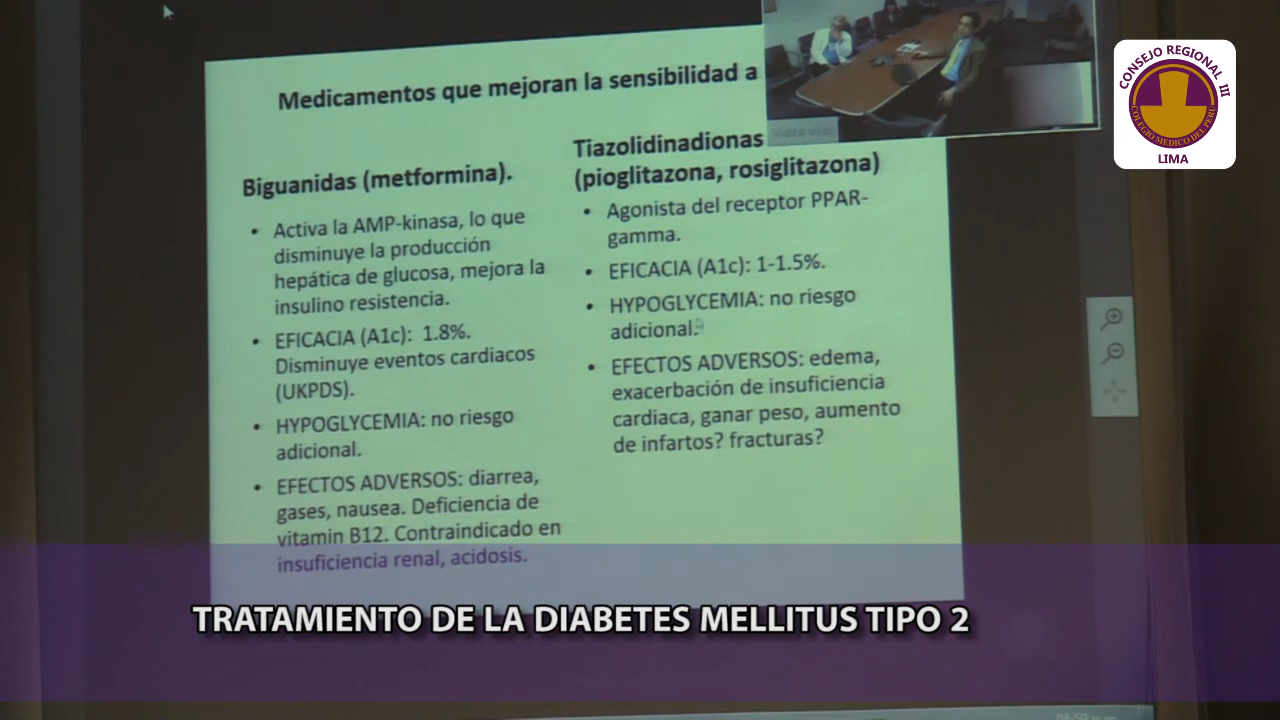 Medicamentos que mejoran la sensibilidad a
Biguanidas (metformina).
• Activa la AMP-kinasa, lo que
disminuye la producción
hepática de glucosa, mejora la
insulino resistencia.
• EFICACIA (A1c): 1.8%.
Disminuye eventos cardiacos
(UKPDS).
• HYPOGLYCEMIA: no riesgo
adicional.
• EFECTOS ADVERSOS: diarrea,
gases, nausea. Deficiencia de
vitamin B12. Contraindicado en
insuficiencia renal, acidosis.
Tiazolidinadionas
(pioglitazona, rosiglitazona)
• Agonista del receptor PPAR-
gamma.
• EFICACIA (A1c): 1-1.5%.
• HYPOGLYCEMIA: no riesgo
adicional.
• EFECTOS ADVERSOS: edema,
exacerbación de insuficiencia
cardiaca, ganar peso, aumento
de infartos? fracturas?
CONSEJO REGIONAL III
COLEGIO MEDICO DEL PERU
LIMA
TRATAMIENTO DE LA DIABETES MELLITUS TIPO 2